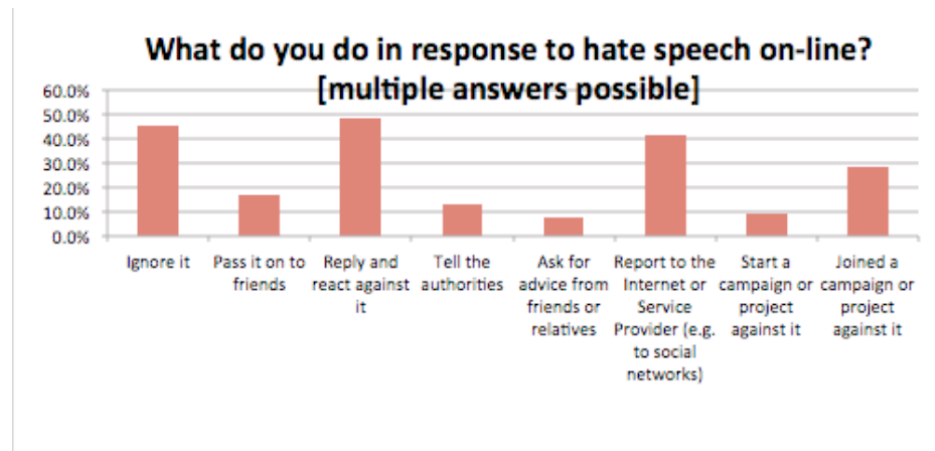 What do you do in response to hate speech on-line?
[multiple answers possible]
60.0%
50.0%
40.0%
30.0%
20.0%
10.0%
0.0%
Ignore it
Pass it on to
friends
Reply and
react against
it
Tell the
authorities
Ask for
advice from
friends or
relatives
Report to the
Internet or
Service
Provider (e.g.
to social
networks)
Start a
campaign or
project
against it
Joined a
campaign or
project
against it